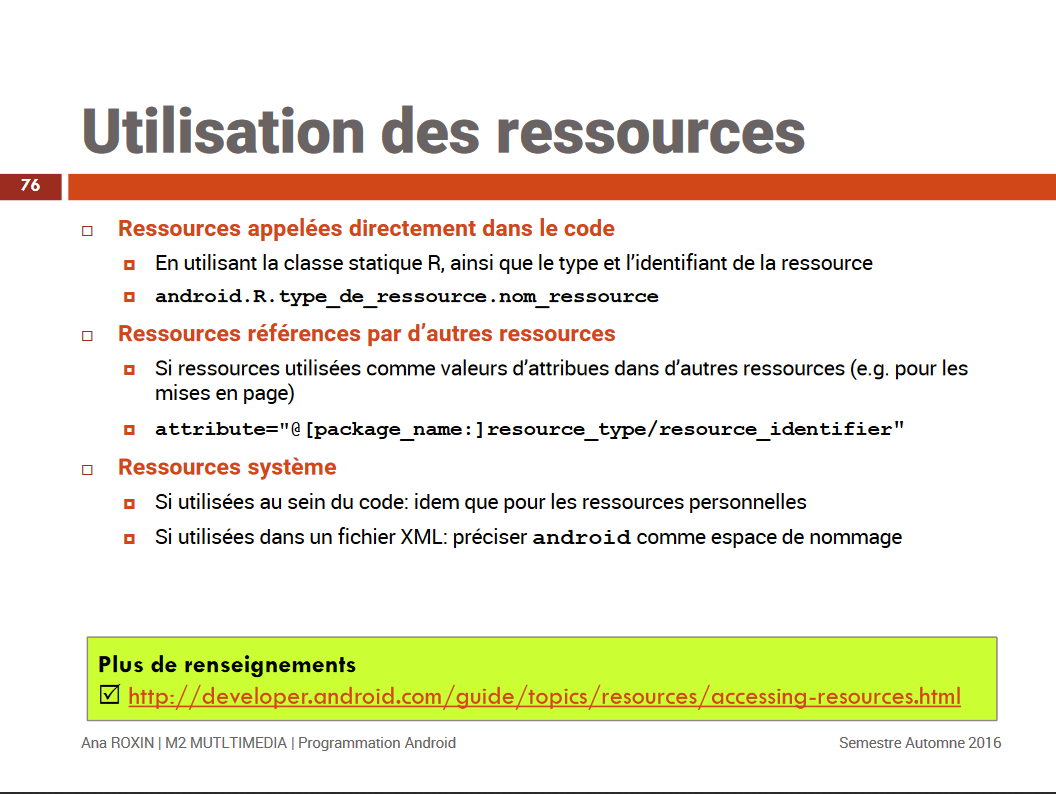 Utilisation des ressources
76
Ressources appelées directement dans le code
En utilisant la classe statique R, ainsi que le type et l’identifiant de la ressource
android.R.type_de_ressource.nom_ressource
Ressources références par d’autres ressources
Si ressources utilisées comme valeurs d’attribues dans d’autres ressources (e.g. pour les
mises en page)
attribute="@[package_name:]resource_type/resource_identifier"
Ressources système
Si utilisées au sein du code: idem que pour les ressources personnelles
Si utilisées dans un fichier XML: préciser android comme espace de nommage
Plus de renseignements
http://developer.android.com/guide/topics/resources/accessing-resources.html
Ana ROXIN | M2 MUTLTIMEDIA | Programmation Android
Semestre Automne 2016